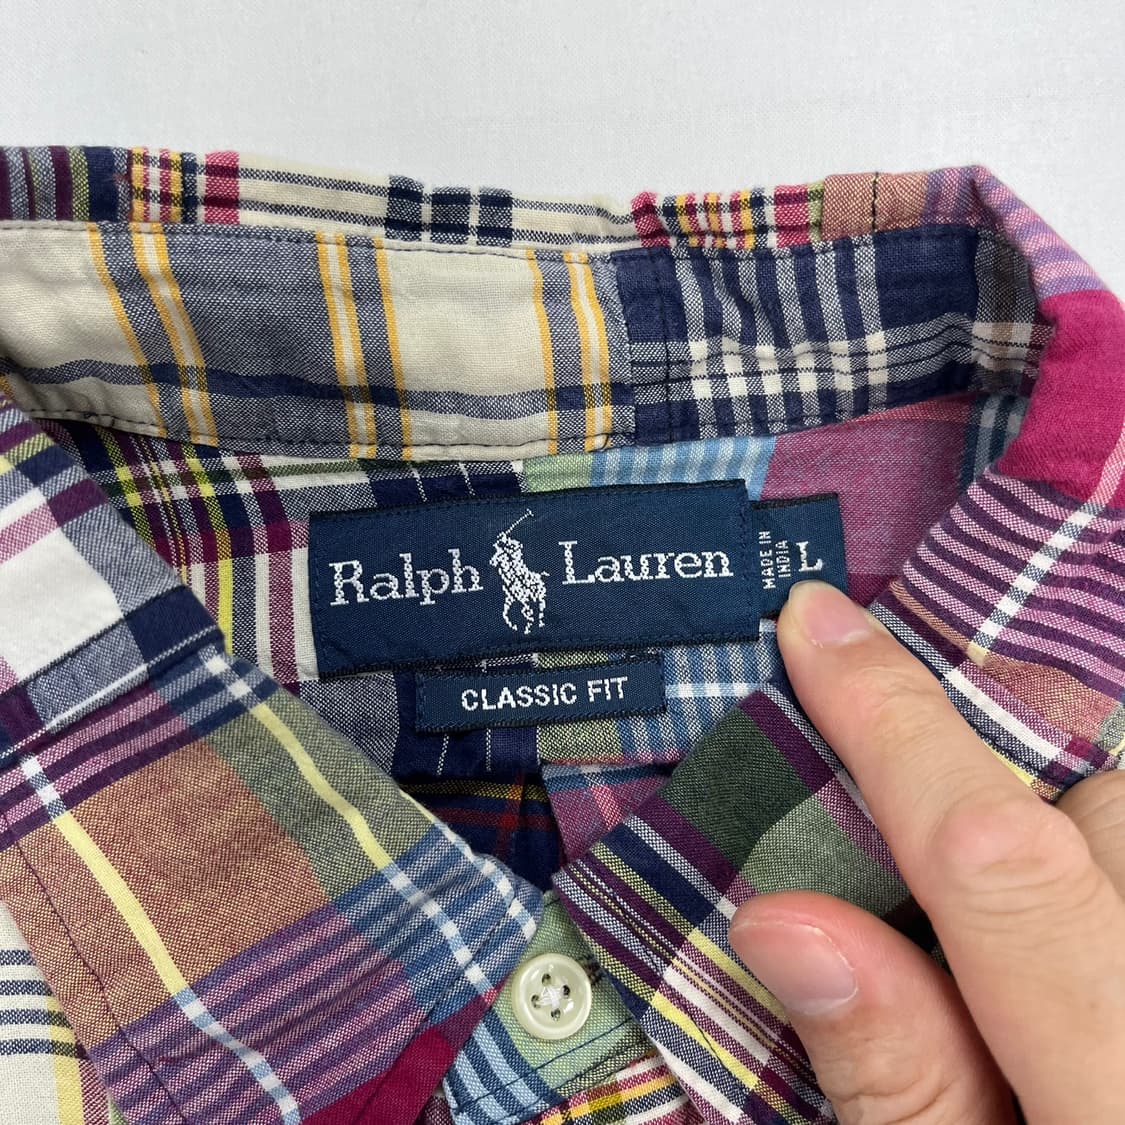 Ralph Lauren
MADE IN
INDIA
L
CLASSIC FIT